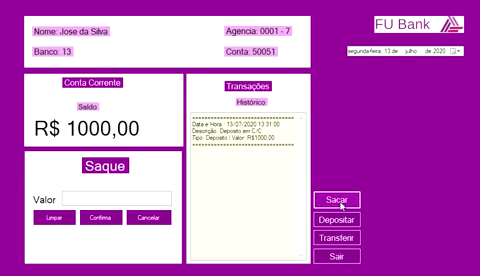 Nome: Jose da Silva
Agencia: 0001 - 7
Banco: 13
Conta: 50051
FU Bank
segunda-feira, 13 de julho de 2020
Conta Corrente
Saldo
R$ 1000,00
Transações
Histórico
Data e Hora : 13/07/2020 13:31:00
Descrição: Deposito em C/C
Tipo: Deposito | Valor: R$1000.00
Saque
Valor
Limpar
Confirma
Cancelar
Sacar
Depositar
Transferir
Sair